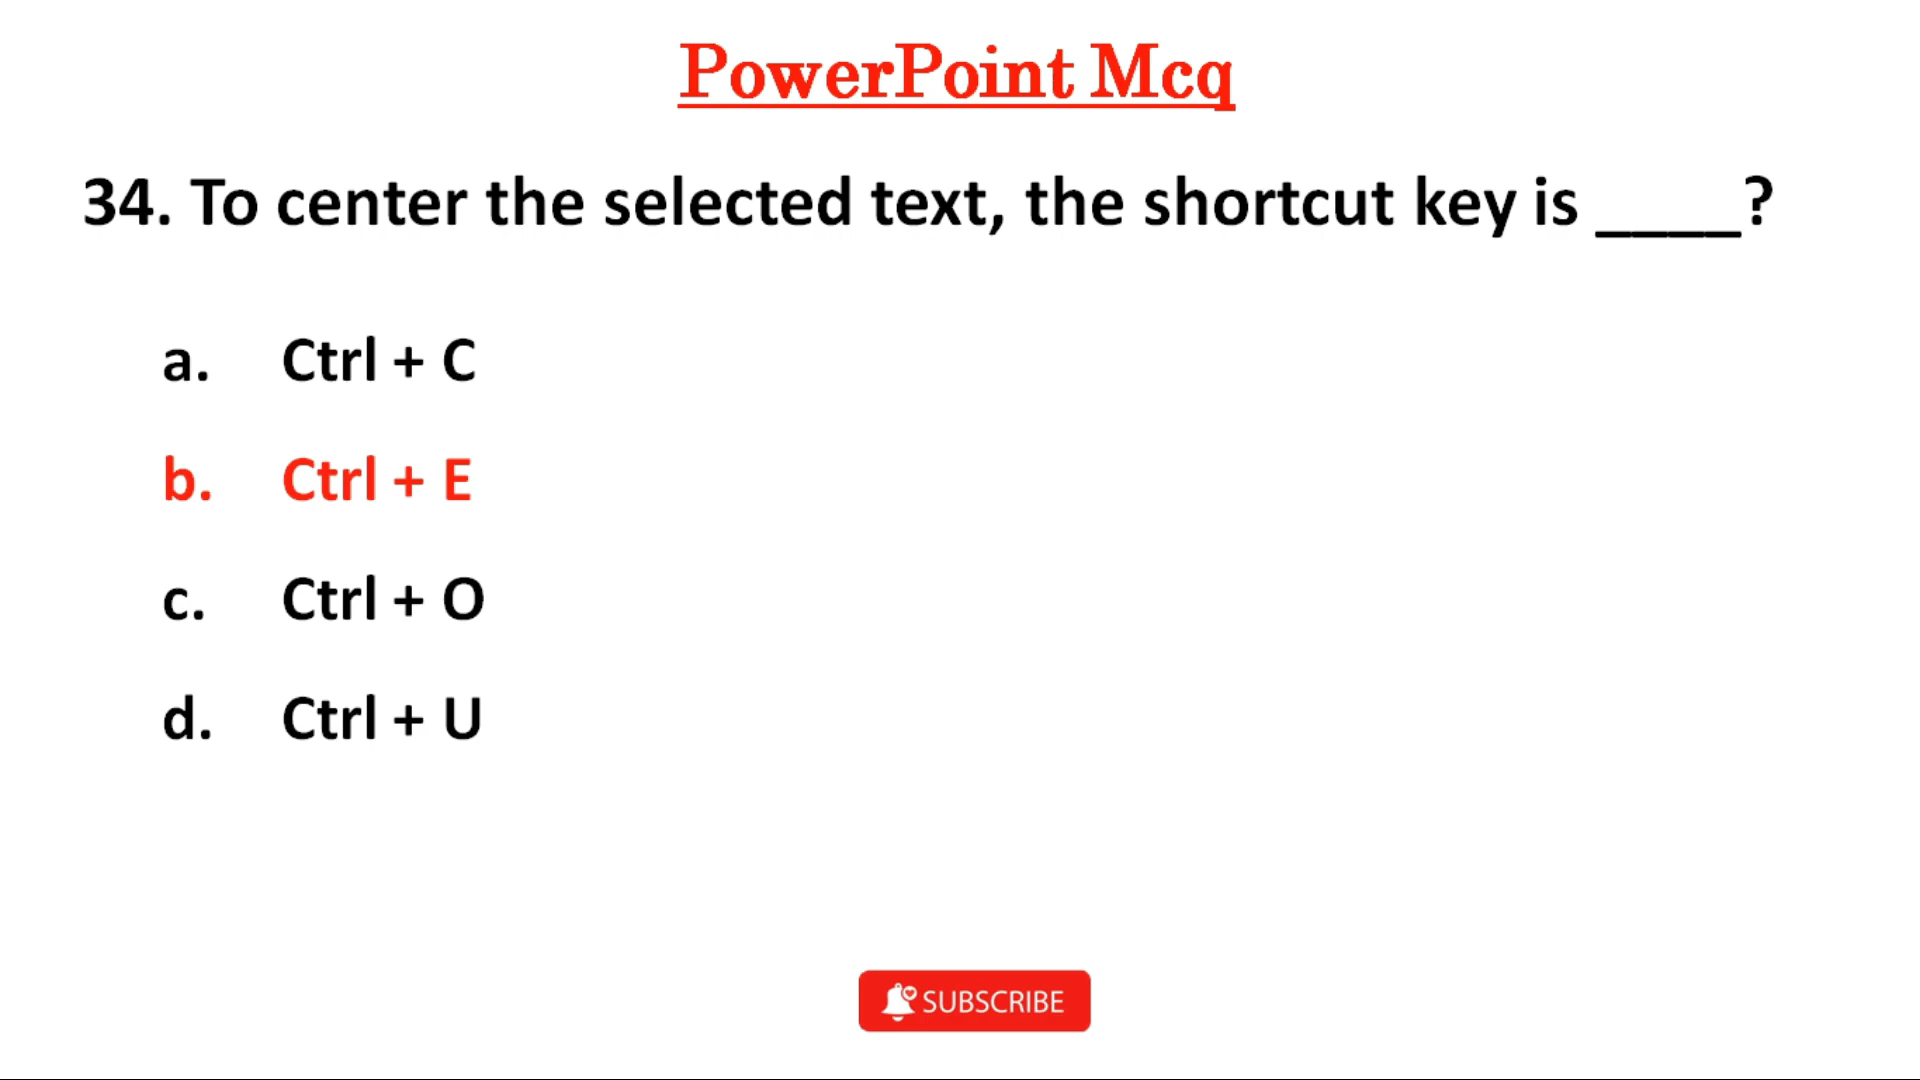 PowerPoint Mcq
34. To center the selected text, the shortcut key is ____?
a. Ctrl + C
b. Ctrl + E
c. Ctrl + O
d. Ctrl + U
SUBSCRIBE